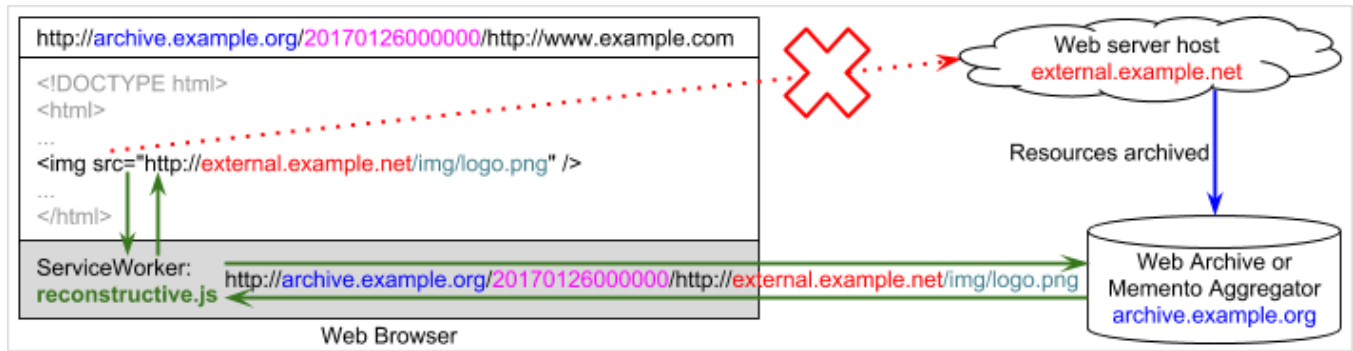 http://archive.example.org/20170126000000/http://www.example.com
<!DOCTYPE html>
<html>
...
<img src="http://external.example.net/img/logo.png" />
...
</html>
ServiceWorker:
reconstructive.js
http://archive.example.org/20170126000000/http://external.example.net/img/logo.png
Web Browser
Web server host
external.example.net
Resources archived
Web Archive or
Memento Aggregator
archive.example.org